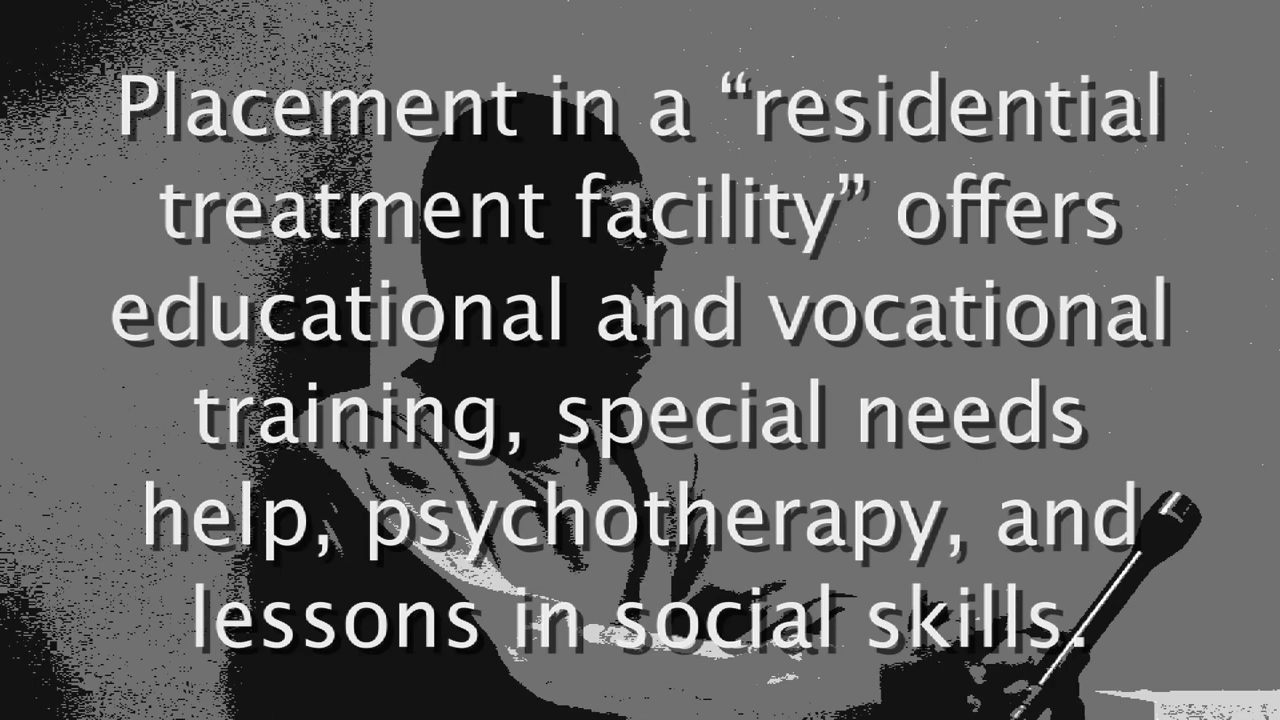 Placement in a “residential
treatment facility” offers
educational and vocational
training, special needs
help, psychotherapy, and
lessons in social skills.